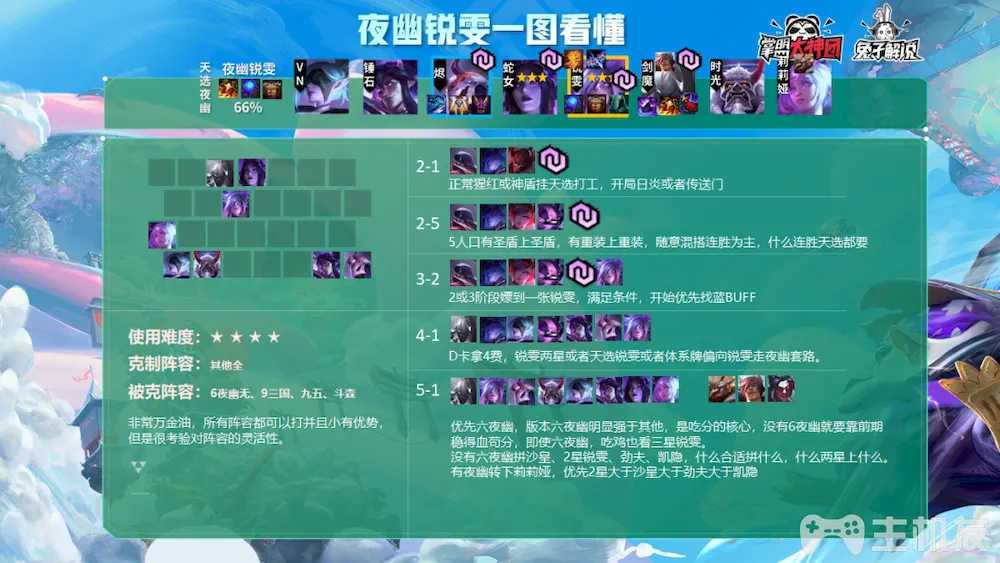 夜幽锐雯一图看懂
掌盟大神团
兔子解说
天选夜幽
夜幽锐雯
66%
VN
锤石
烬
蛇女
锐雯
剑魔
时光
莉莉娅
2-1
正常猩红或神盾挂天选打工，开局日炎或者传送门
2-5
5人口有圣盾上圣盾，有重装上重装，随意混搭连胜为主，什么连胜天选都要
3-2
2或3阶段嫖到一张锐雯，满足条件，开始优先找蓝BUFF
4-1
D卡拿4费，锐雯两星或者天选锐雯或者体系牌偏向锐雯走夜幽套路。
5-1
优先六夜幽，版本六夜幽明显强于其他，是吃分的核心，没有6夜幽就要靠前期
稳得血苟分，即使六夜幽，吃鸡也看三星锐雯。
没有六夜幽拼沙皇、2星锐雯、劲夫、凯隐，什么合适拼什么，什么两星上什么。
有夜幽转下莉莉娅，优先2星大于沙皇大于劲夫大于凯隐
使用难度：★ ★ ★ ★
克制阵容：其他全
被克阵容：6夜幽无、9三国、九五、斗森
非常万金油，所有阵容都可以打并且小有优势，
但是很考验对阵容的灵活性。
主机友